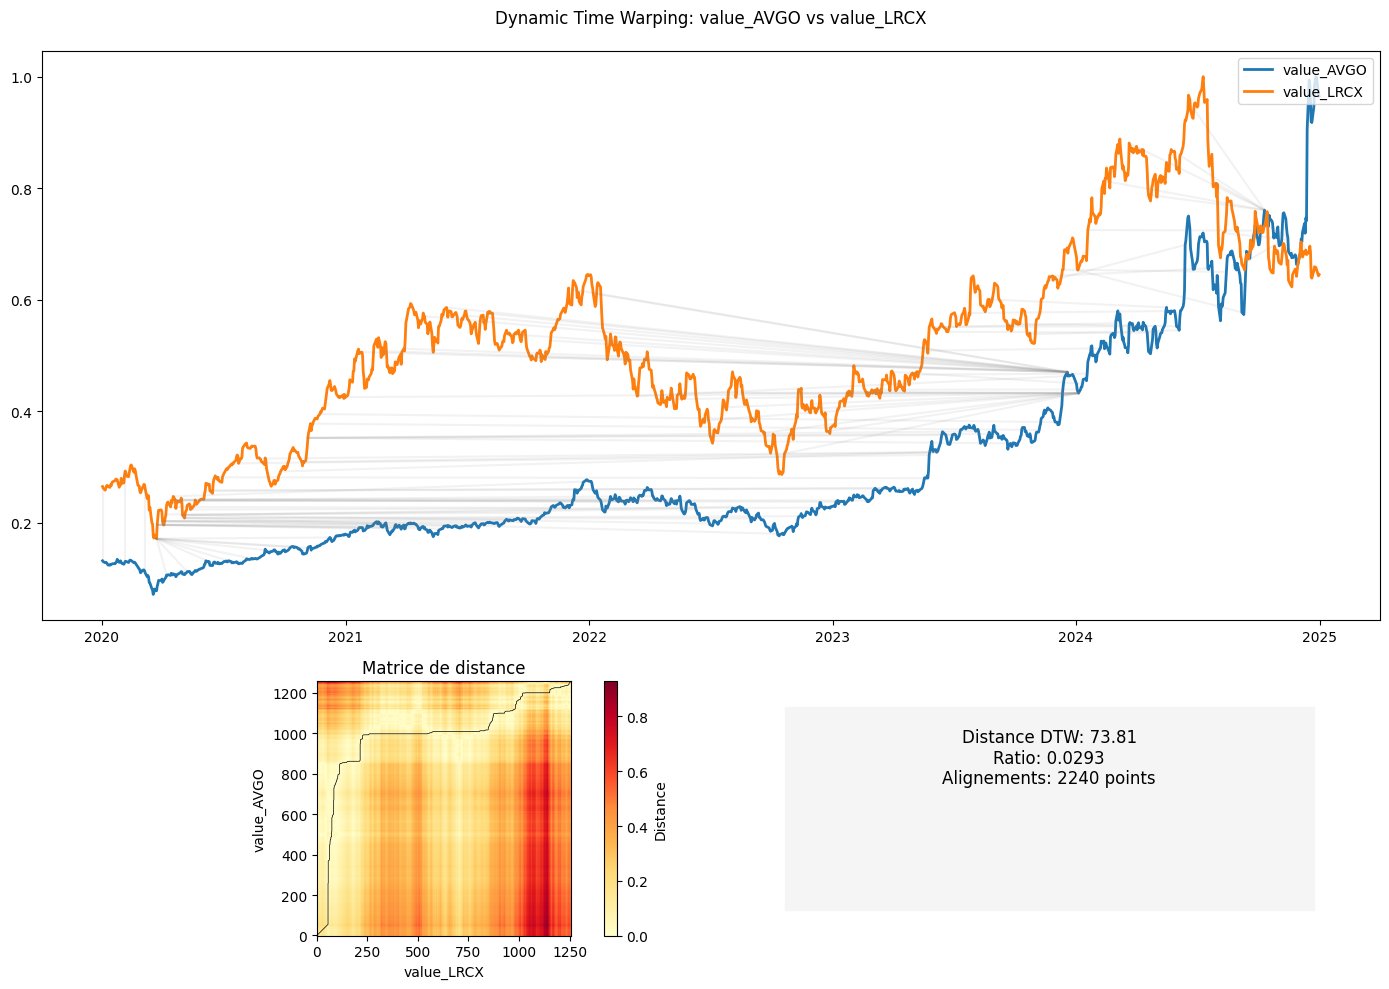 Dynamic Time Warping: value_AVGO vs value_LRCX
value_AVGO
value_LRCX
1.0
0.8
0.6
0.4
0.2
2020 2021 2022 2023 2024 2025
Matrice de distance
value_AVGO
1200
1000
800
600
400
200
0
0 250 500 750 1000 1250
value_LRCX
0.8
0.6
0.4
0.2
0.0
Distance
Distance DTW: 73.81
Ratio: 0.0293
Alignements: 2240 points